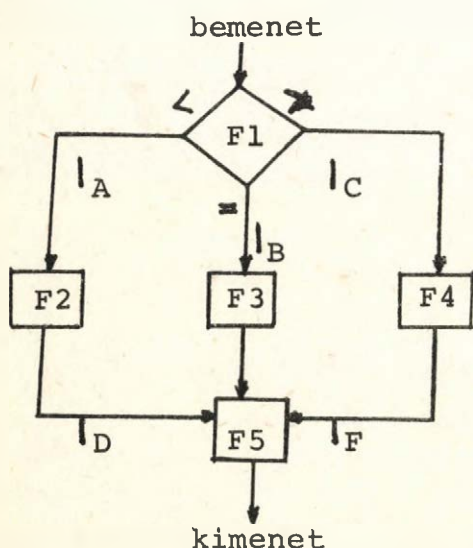 bemenet
<
>
F1
l A
l C
=
l B
F2
F3
F4
l D
l F
F5
kimenet